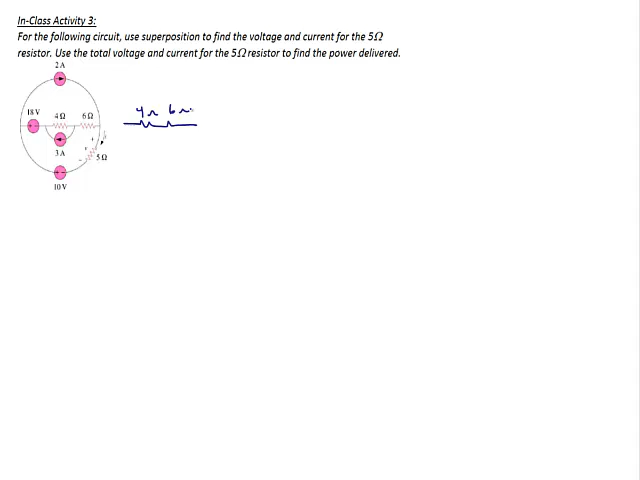 In-Class Activity 3:
For the following circuit, use superposition to find the voltage and current for the 5Ω
resistor. Use the total voltage and current for the 5Ω resistor to find the power delivered.
2 A
18 V
4 Ω
6 Ω
3 A
5 Ω
10 V
4Ω 6Ω